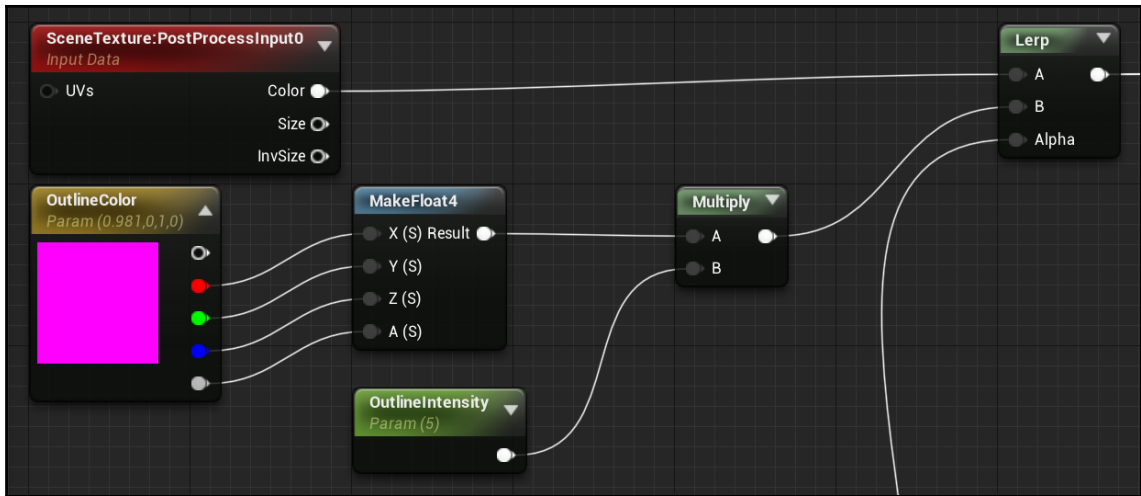 SceneTexture:PostProcessInput0
Input Data
UVs
Color
Size
InvSize
OutlineColor
Param (0.981,0,1,0)
MakeFloat4
X (S) Result
Y (S)
Z (S)
A (S)
OutlineIntensity
Param (5)
Multiply
A
B
Lerp
A
B
Alpha